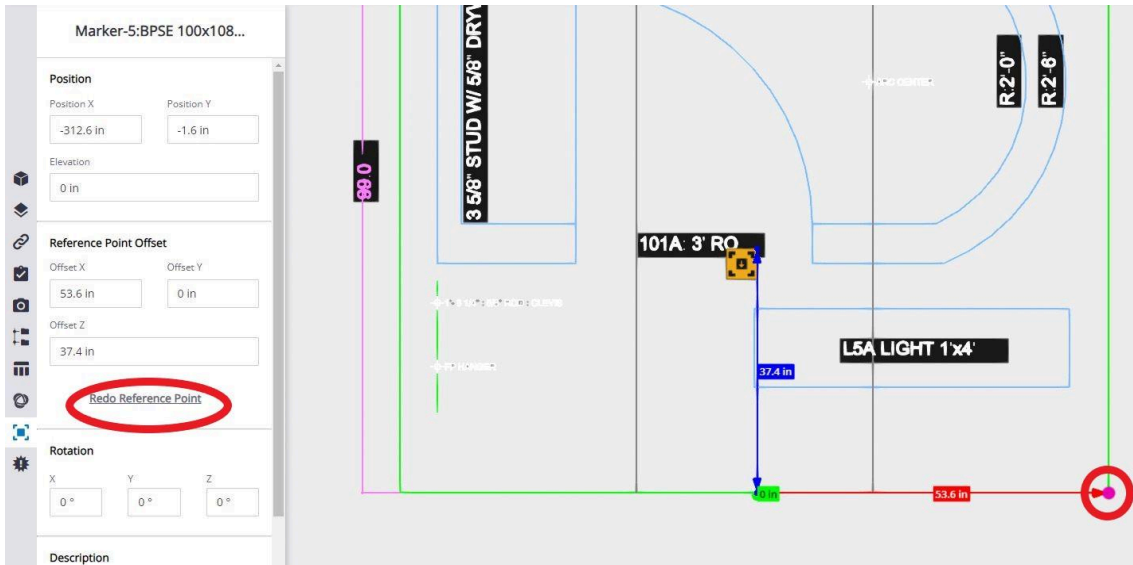 Marker-5:BPSE 100x108...
Position
Position X Position Y
-312.6 in -1.6 in
Elevation
0 in
Reference Point Offset
Offset X Offset Y
53.6 in 0 in
Offset Z
37.4 in
Redo Reference Point
Rotation
X Y Z
0 ° 0 ° 0 °
Description
99.0
3 5/8" STUD W/ 5/8" DRYW
R:2'-0"
R:2'-6"
101A: 3' RO
L5A LIGHT 1'x4'
37.4 in
0 in
53.6 in